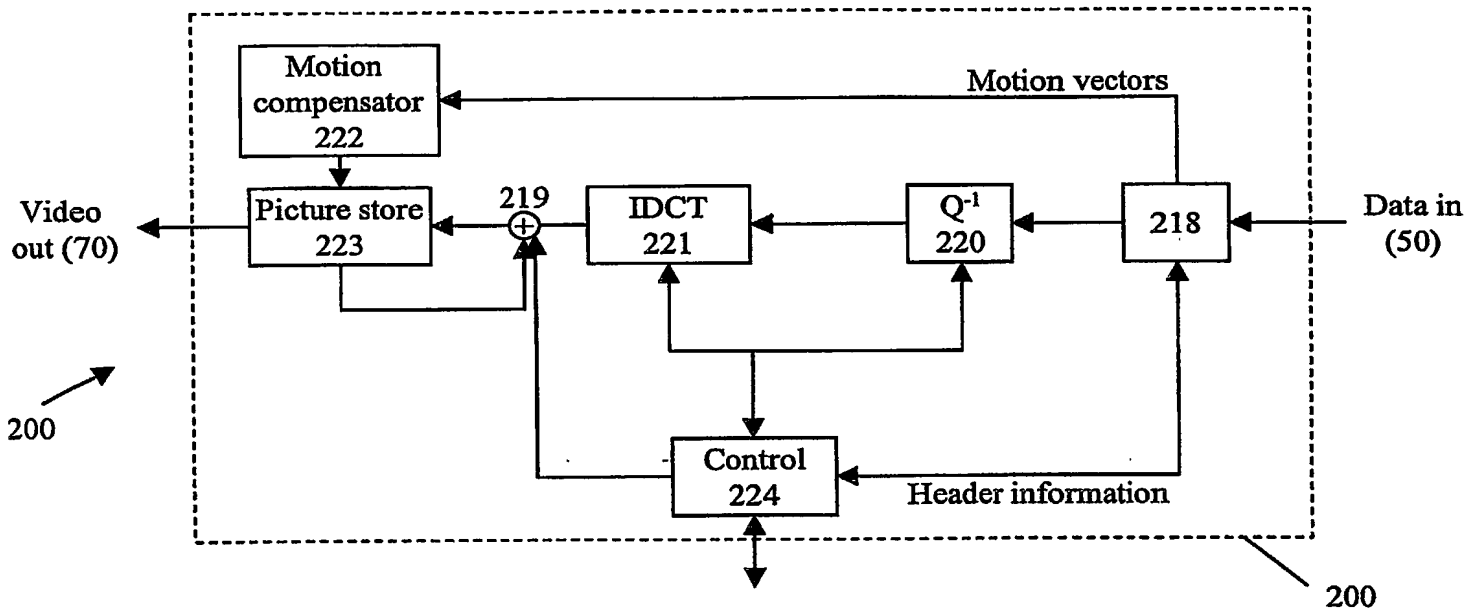 Motion
compensator
222
Motion vectors
Video
out (70)
Picture store
223
219
+
IDCT
221
Q-1
220
218
Data in
(50)
200
Control
224
Header information
200